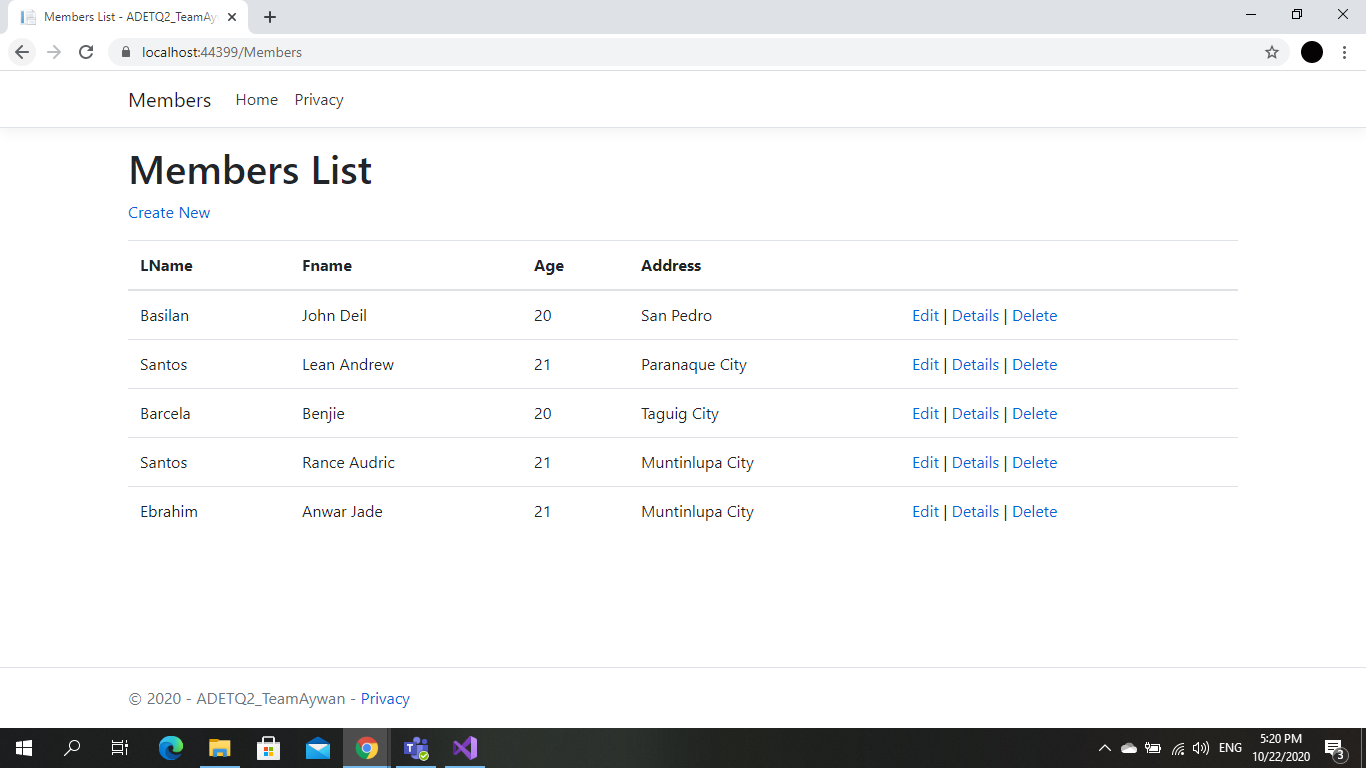 Members List - ADETQ2_TeamAyw
localhost:44399/Members
Members Home Privacy
Members List
Create New
LName Fname Age Address
Basilan John Deil 20 San Pedro Edit | Details | Delete
Santos Lean Andrew 21 Paranaque City Edit | Details | Delete
Barcela Benjie 20 Taguig City Edit | Details | Delete
Santos Rance Audric 21 Muntinlupa City Edit | Details | Delete
Ebrahim Anwar Jade 21 Muntinlupa City Edit | Details | Delete
© 2020 - ADETQ2_TeamAywan - Privacy
ENG
5:20 PM
10/22/2020
3